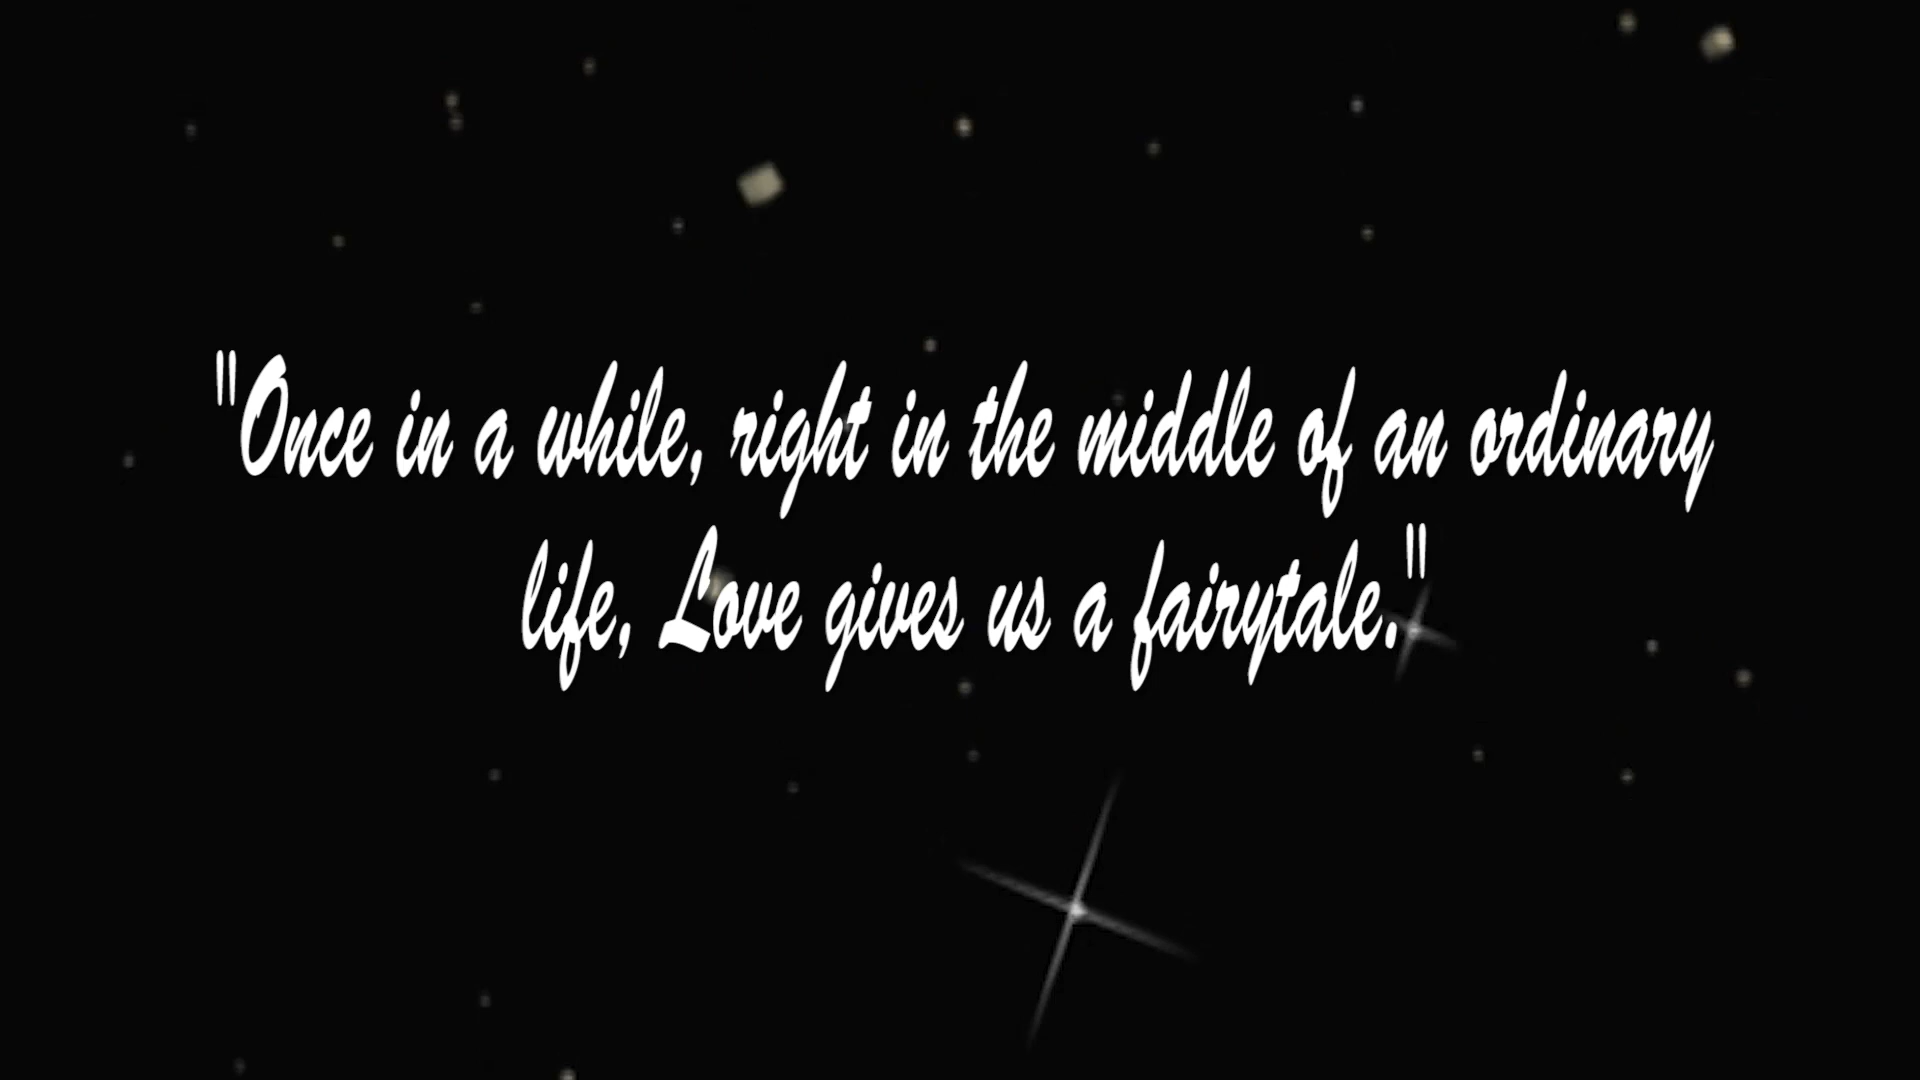 "Once in a while, right in the middle of an ordinary
life, Love gives us a fairytale."